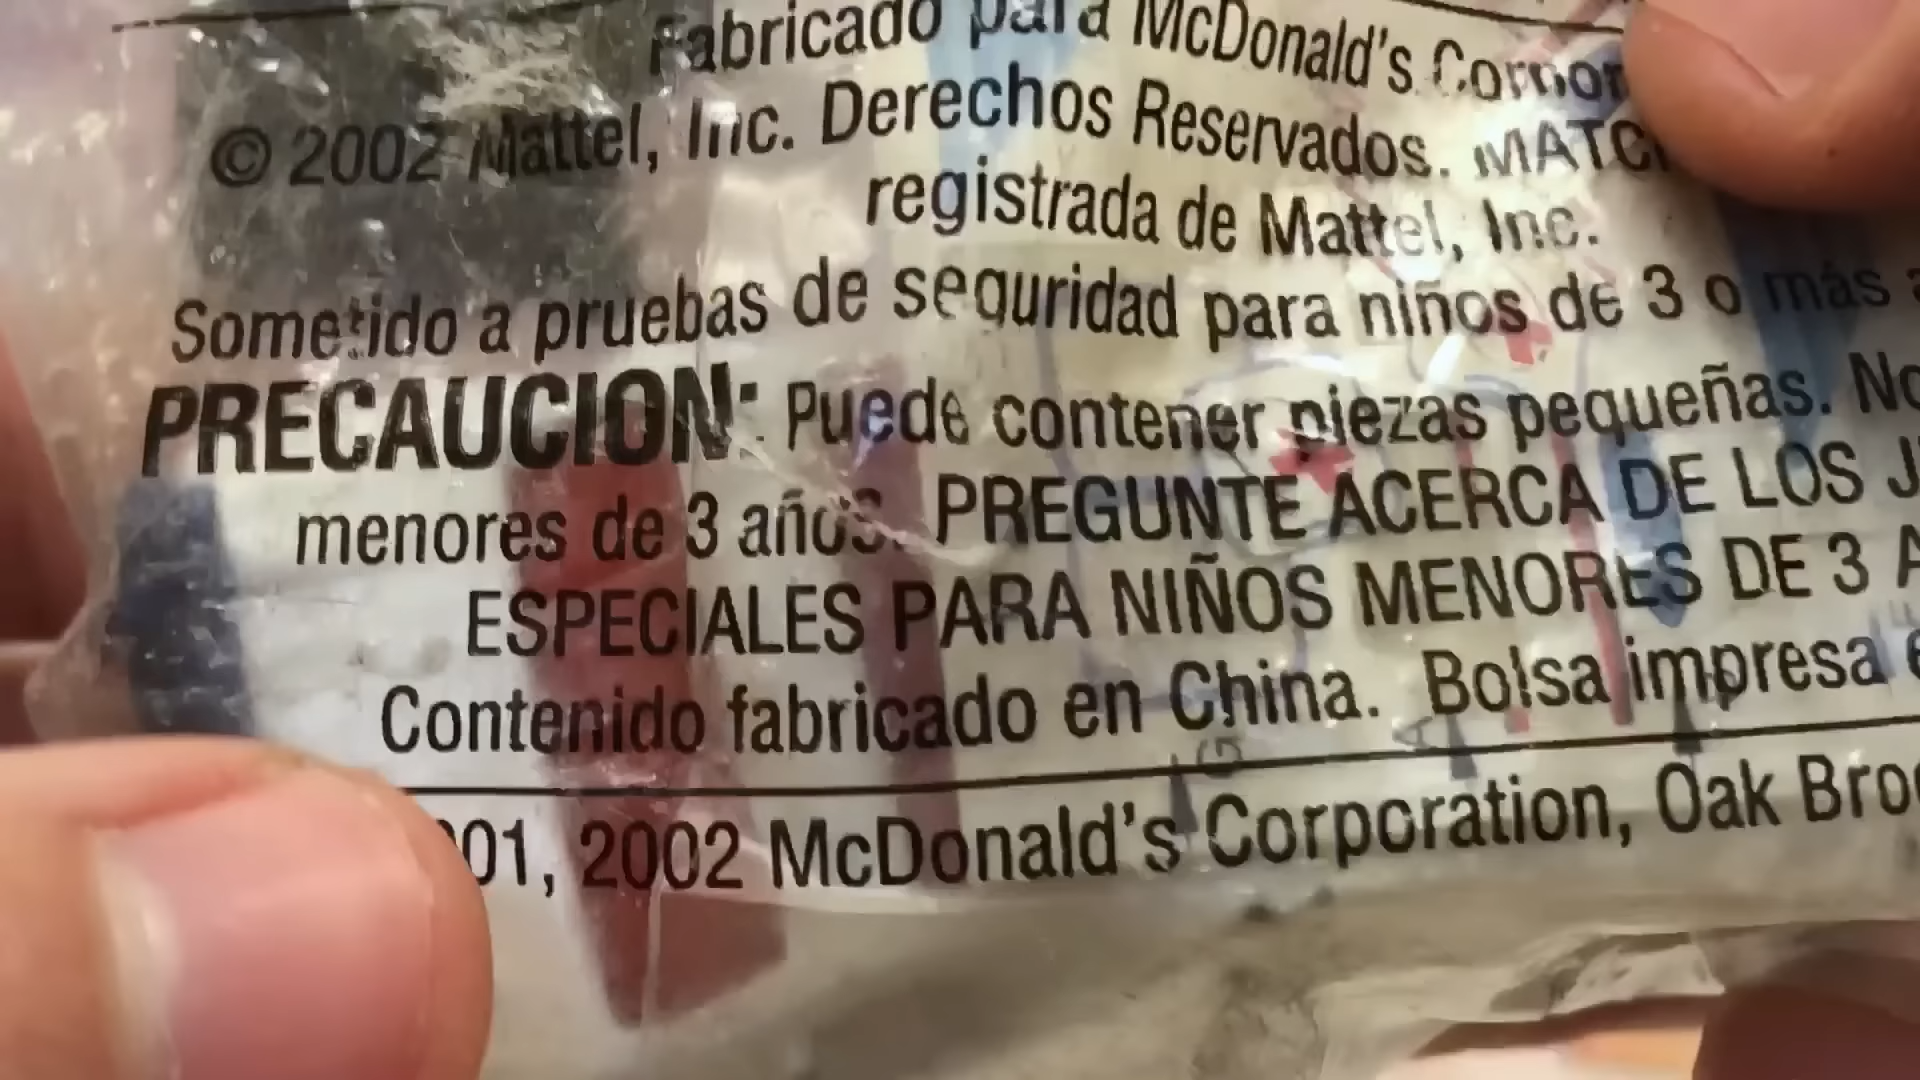 Fabricado para McDonald's
© 2002 Mattel, Inc. Derechos Reservados.
registrada de Mattel, Inc.
Sometido a pruebas de seguridad para niños de 3 o más
PRECAUCION: Puede contener piezas pequeñas. No
menores de 3 años. PREGUNTE ACERCA DE LOS
ESPECIALES PARA NIÑOS MENORES DE 3
Contenido fabricado en China. Bolsa impresa
01, 2002 McDonald's Corporation, Oak